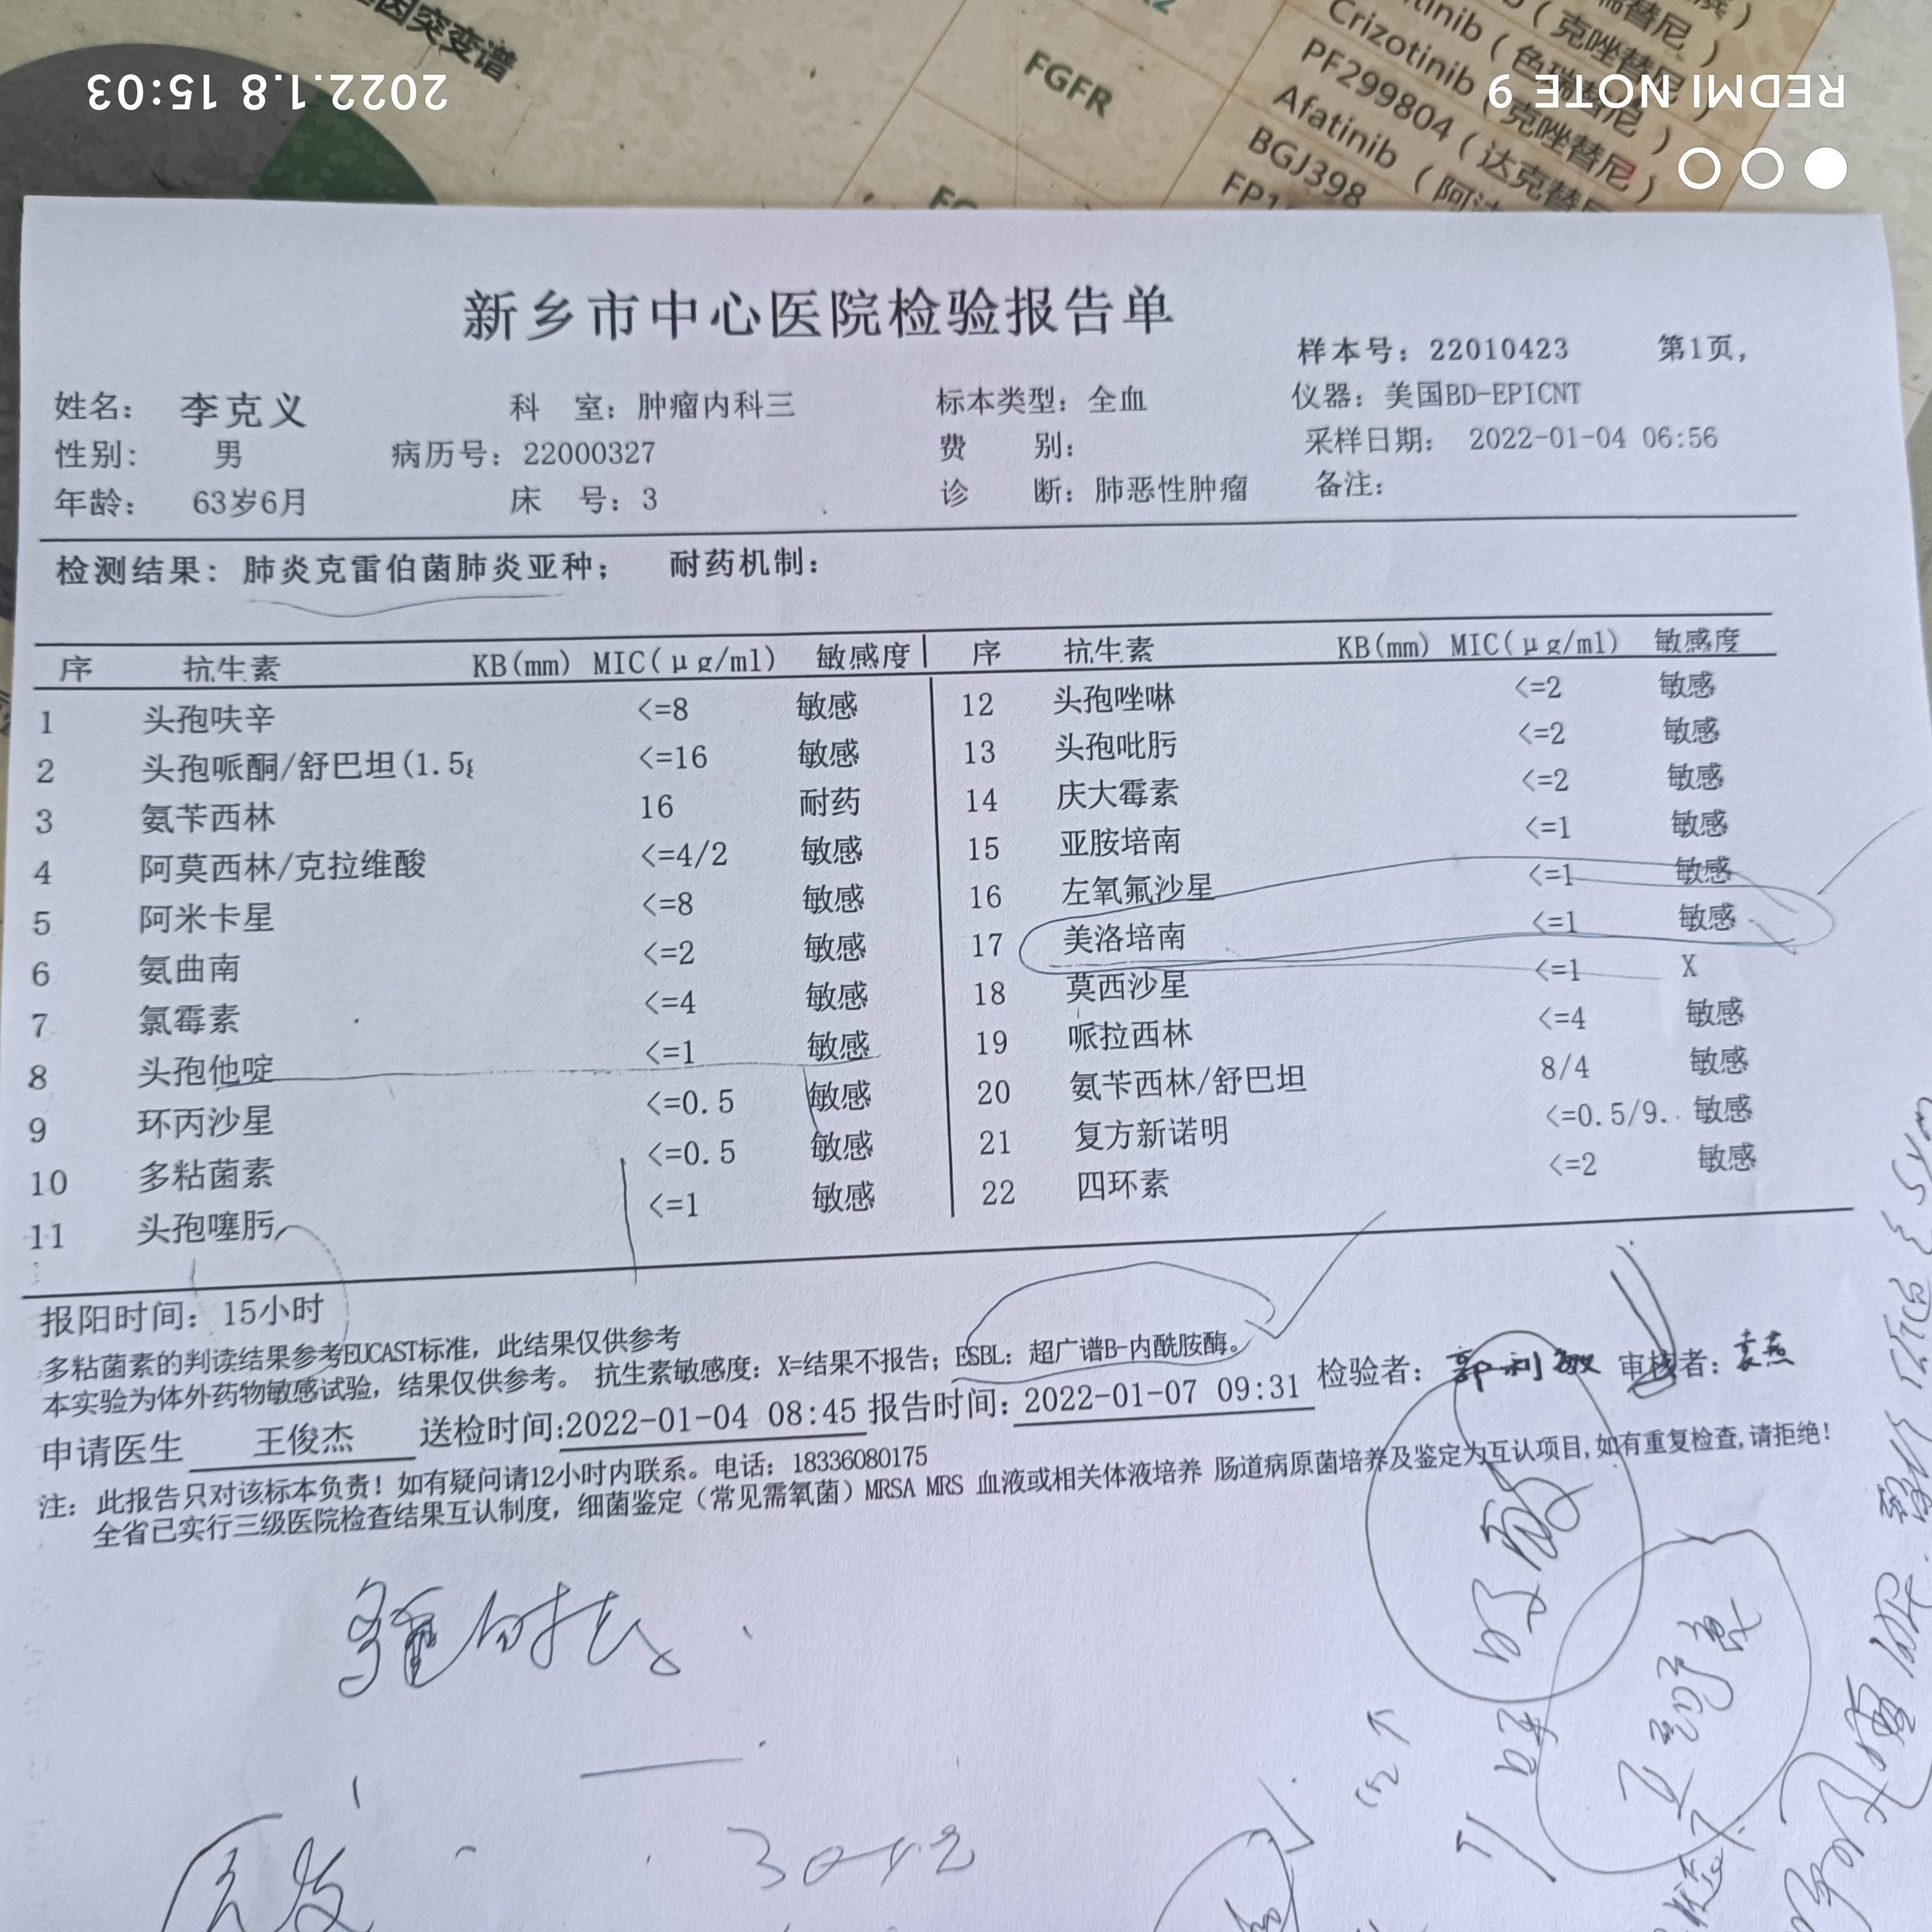 因突变谱
FGFR
Crizotinib（克唑替尼）
PF299804（达克替尼）
Afatinib
BGJ398
2022.1.8 15:03
REDMI NOTE 9
新乡市中心医院检验报告单
样本号：22010423 第1页，
姓名：李克义 科 室：肿瘤内科三 标本类型：全血 仪器：美国BD-EPICNT
性别：男 病历号：22000327 费 别： 采样日期：2022-01-04 06:56
年龄：63岁6月 床 号：3 诊 断：肺恶性肿瘤 备注：
检测结果：肺炎克雷伯菌肺炎亚种； 耐药机制：
序 抗生素 KB(mm) MIC(μg/ml) 敏感度 序 抗生素 KB(mm) MIC(μg/ml) 敏感度
1 头孢呋辛 <=8 敏感 12 头孢唑啉 <=2 敏感
2 头孢哌酮/舒巴坦(1.5g <=16 敏感 13 头孢吡肟 <=2 敏感
3 氨苄西林 16 耐药 14 庆大霉素 <=2 敏感
4 阿莫西林/克拉维酸 <=4/2 敏感 15 亚胺培南 <=1 敏感
5 阿米卡星 <=8 敏感 16 左氧氟沙星 <=1 敏感
6 氨曲南 <=2 敏感 17 美洛培南 <=1 敏感
7 氯霉素 <=4 敏感 18 莫西沙星 <=1 X
8 头孢他啶 <=1 敏感 19 哌拉西林 <=4 敏感
9 环丙沙星 <=0.5 敏感 20 氨苄西林/舒巴坦 8/4 敏感
10 多粘菌素 <=0.5 敏感 21 复方新诺明 <=0.5/9. 敏感
11 头孢噻肟 <=1 敏感 22 四环素 <=2 敏感
报阳时间：15小时
多粘菌素的判读结果参考EUCAST标准，此结果仅供参考
本实验为体外药物敏感试验，结果仅供参考。 抗生素敏感度：X=结果不报告；ESBL：超广谱B-内酰胺酶。 检验者：郭利敏 审核者：袁燕
申请医生 王俊杰 送检时间:2022-01-04 08:45 报告时间：2022-01-07 09:31
注：此报告只对该标本负责！如有疑问请12小时内联系。电话：18336080175
全省已实行三级医院检查结果互认制度，细菌鉴定（常见需氧菌）MRSA MRS 血液或相关体液培养 肠道病原菌培养及鉴定为互认项目,如有重复检查,请拒绝！